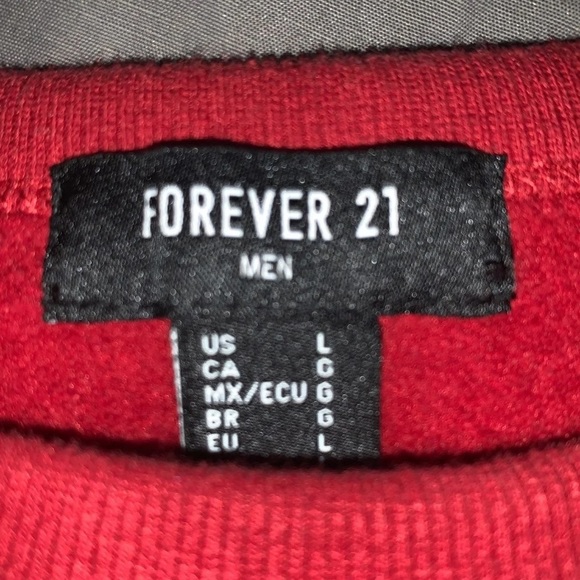 FOREVER 21
MEN
US L
CA G
MX/ECU G
BR G
EU L